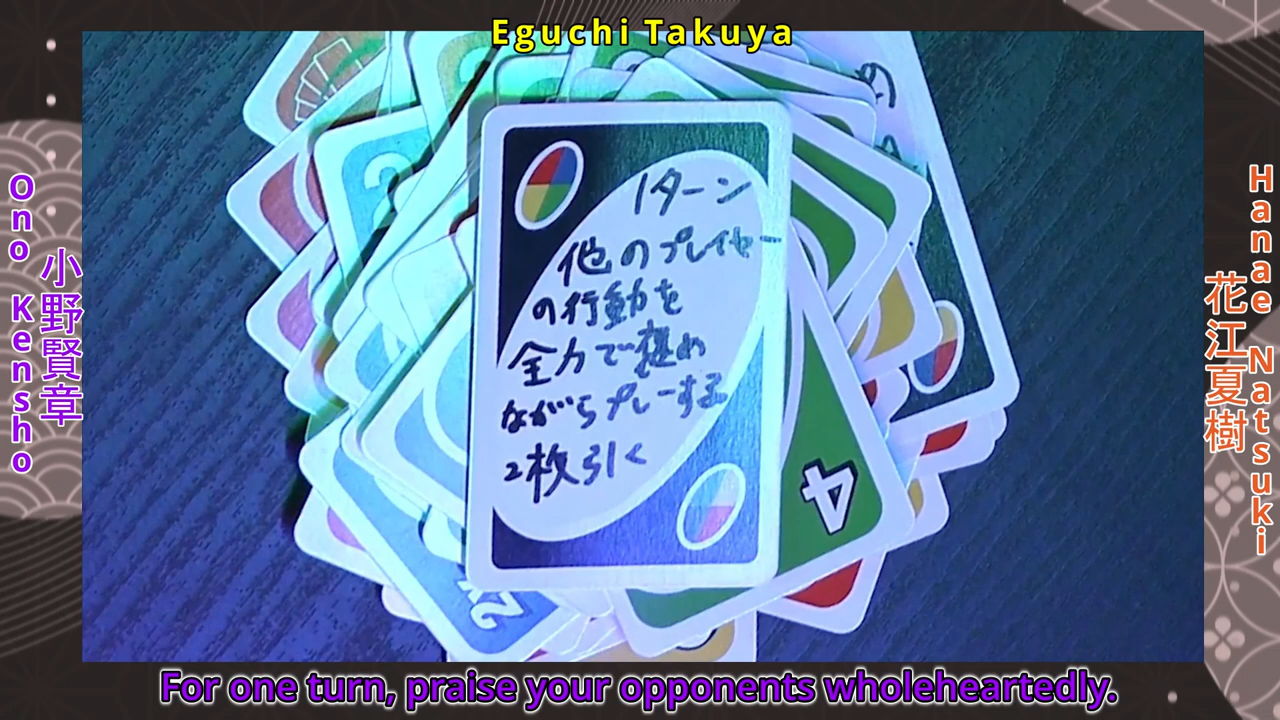 Eguchi Takuya
Ono Kensho
小野賢章
1ターン
他のプレイヤー
の行動を
全力で褒め
ながらプレーする
2枚引く
4
2
花江夏樹
Hanae Natsuki
For one turn, praise your opponents wholeheartedly.